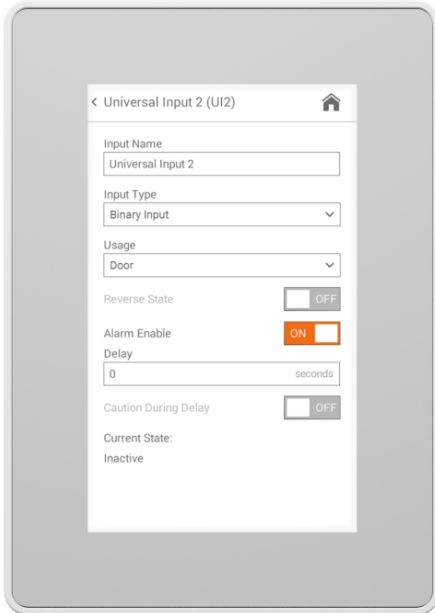 Universal Input 2 (UI2)
Input Name
Universal Input 2
Input Type
Binary Input
Usage
Door
Reverse State OFF
Alarm Enable ON
Delay
0 seconds
Caution During Delay OFF
Current State:
Inactive